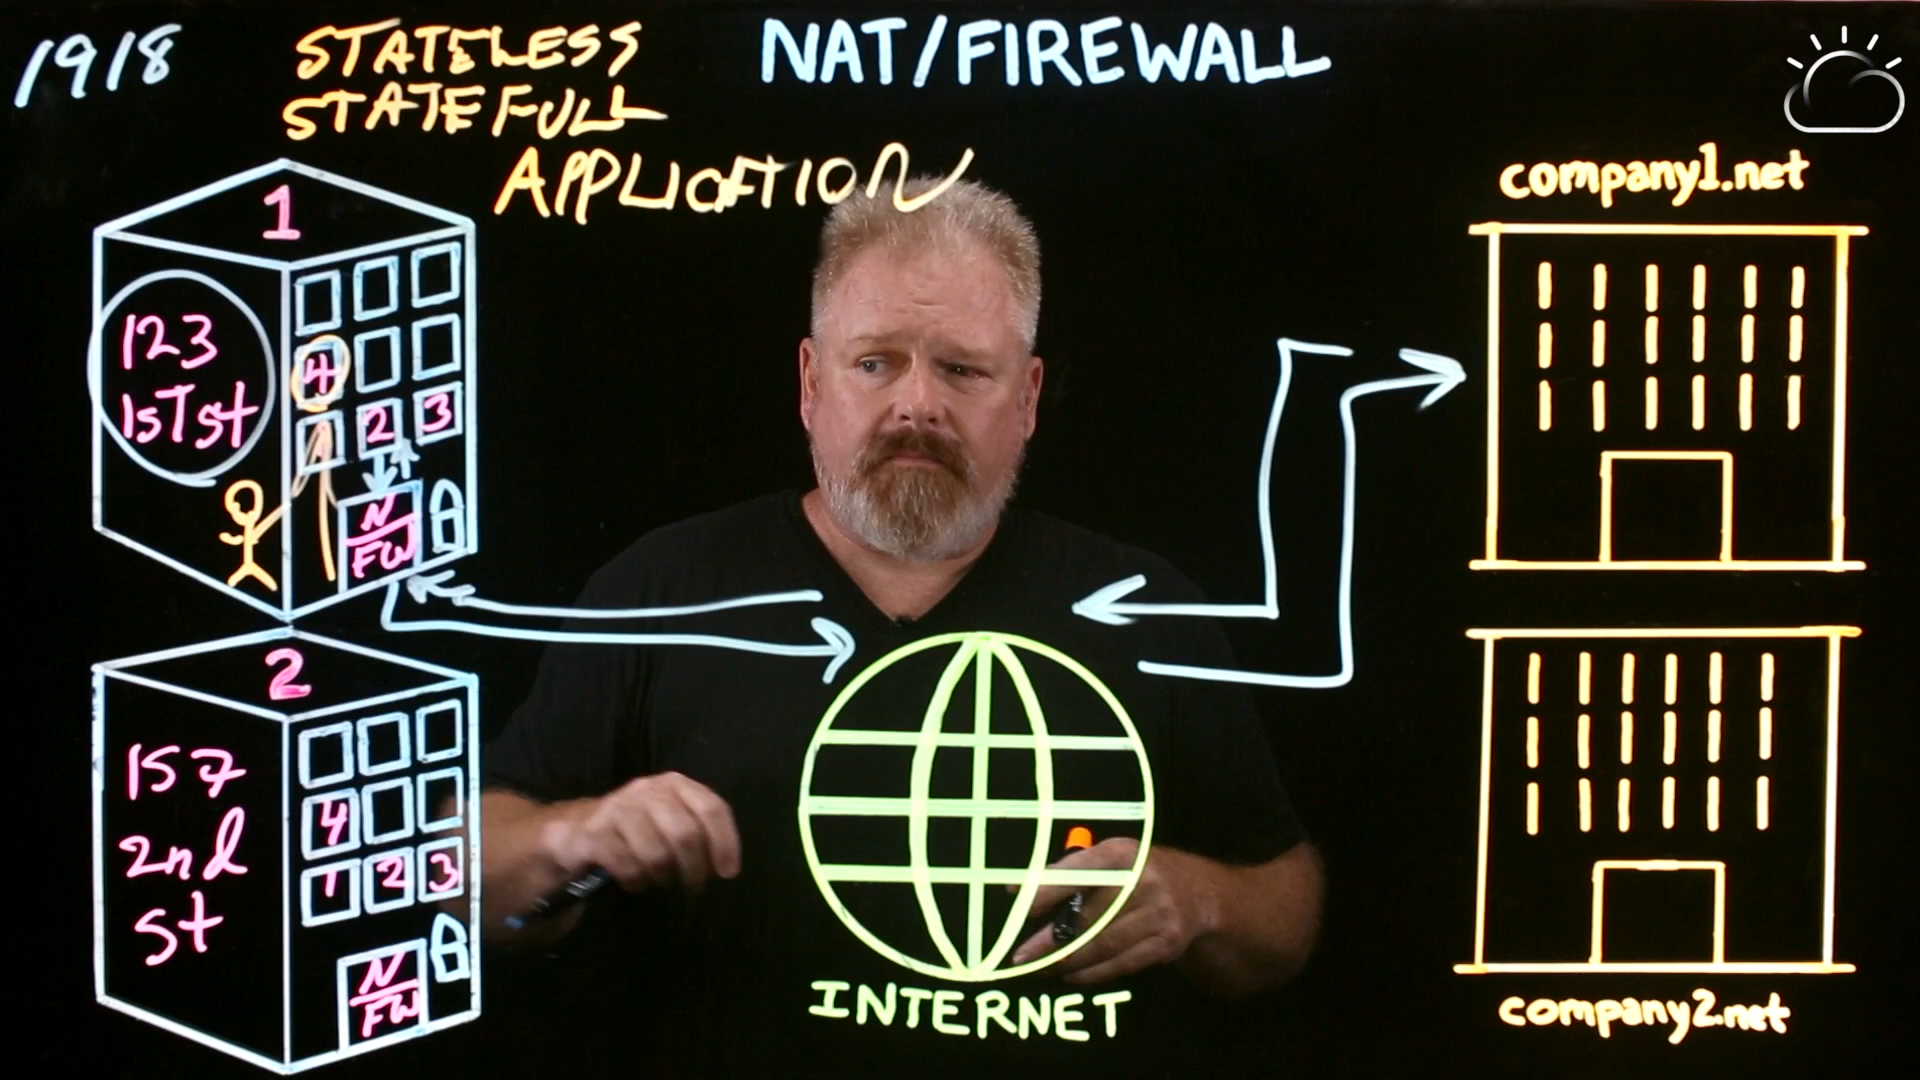 1918
STATELESS
STATEFULL
APPLICATION
NAT/FIREWALL
company1.net
1
123
1sT st
4
2 3
N
FW
2
157
2nd
st
4
1 2 3
N
FW
INTERNET
company2.net